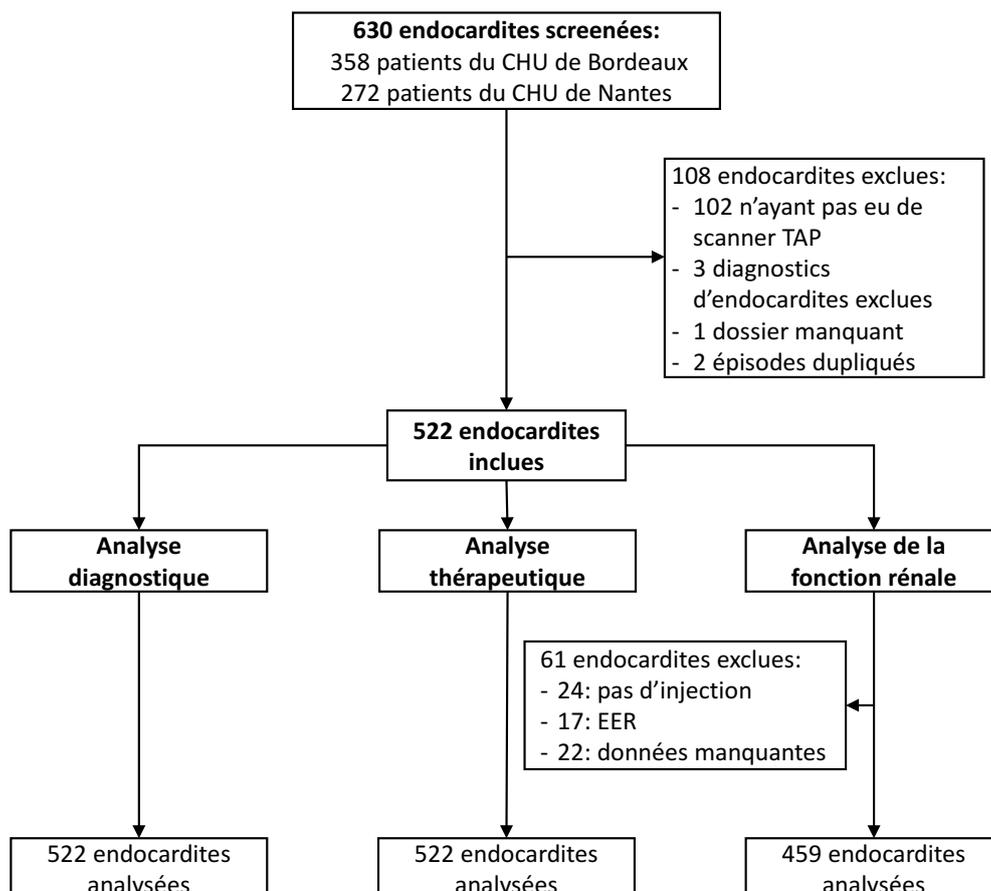 630 endocardites screenées:
358 patients du CHU de Bordeaux
272 patients du CHU de Nantes
108 endocardites exclues:
- 102 n'ayant pas eu de
scanner TAP
- 3 diagnostics
d'endocardites exclues
- 1 dossier manquant
- 2 épisodes dupliqués
522 endocardites
inclues
Analyse
diagnostique
Analyse
thérapeutique
Analyse de la
fonction rénale
61 endocardites exclues:
- 24: pas d'injection
- 17: EER
- 22: données manquantes
522 endocardites
analysées
522 endocardites
analysées
459 endocardites
analysées